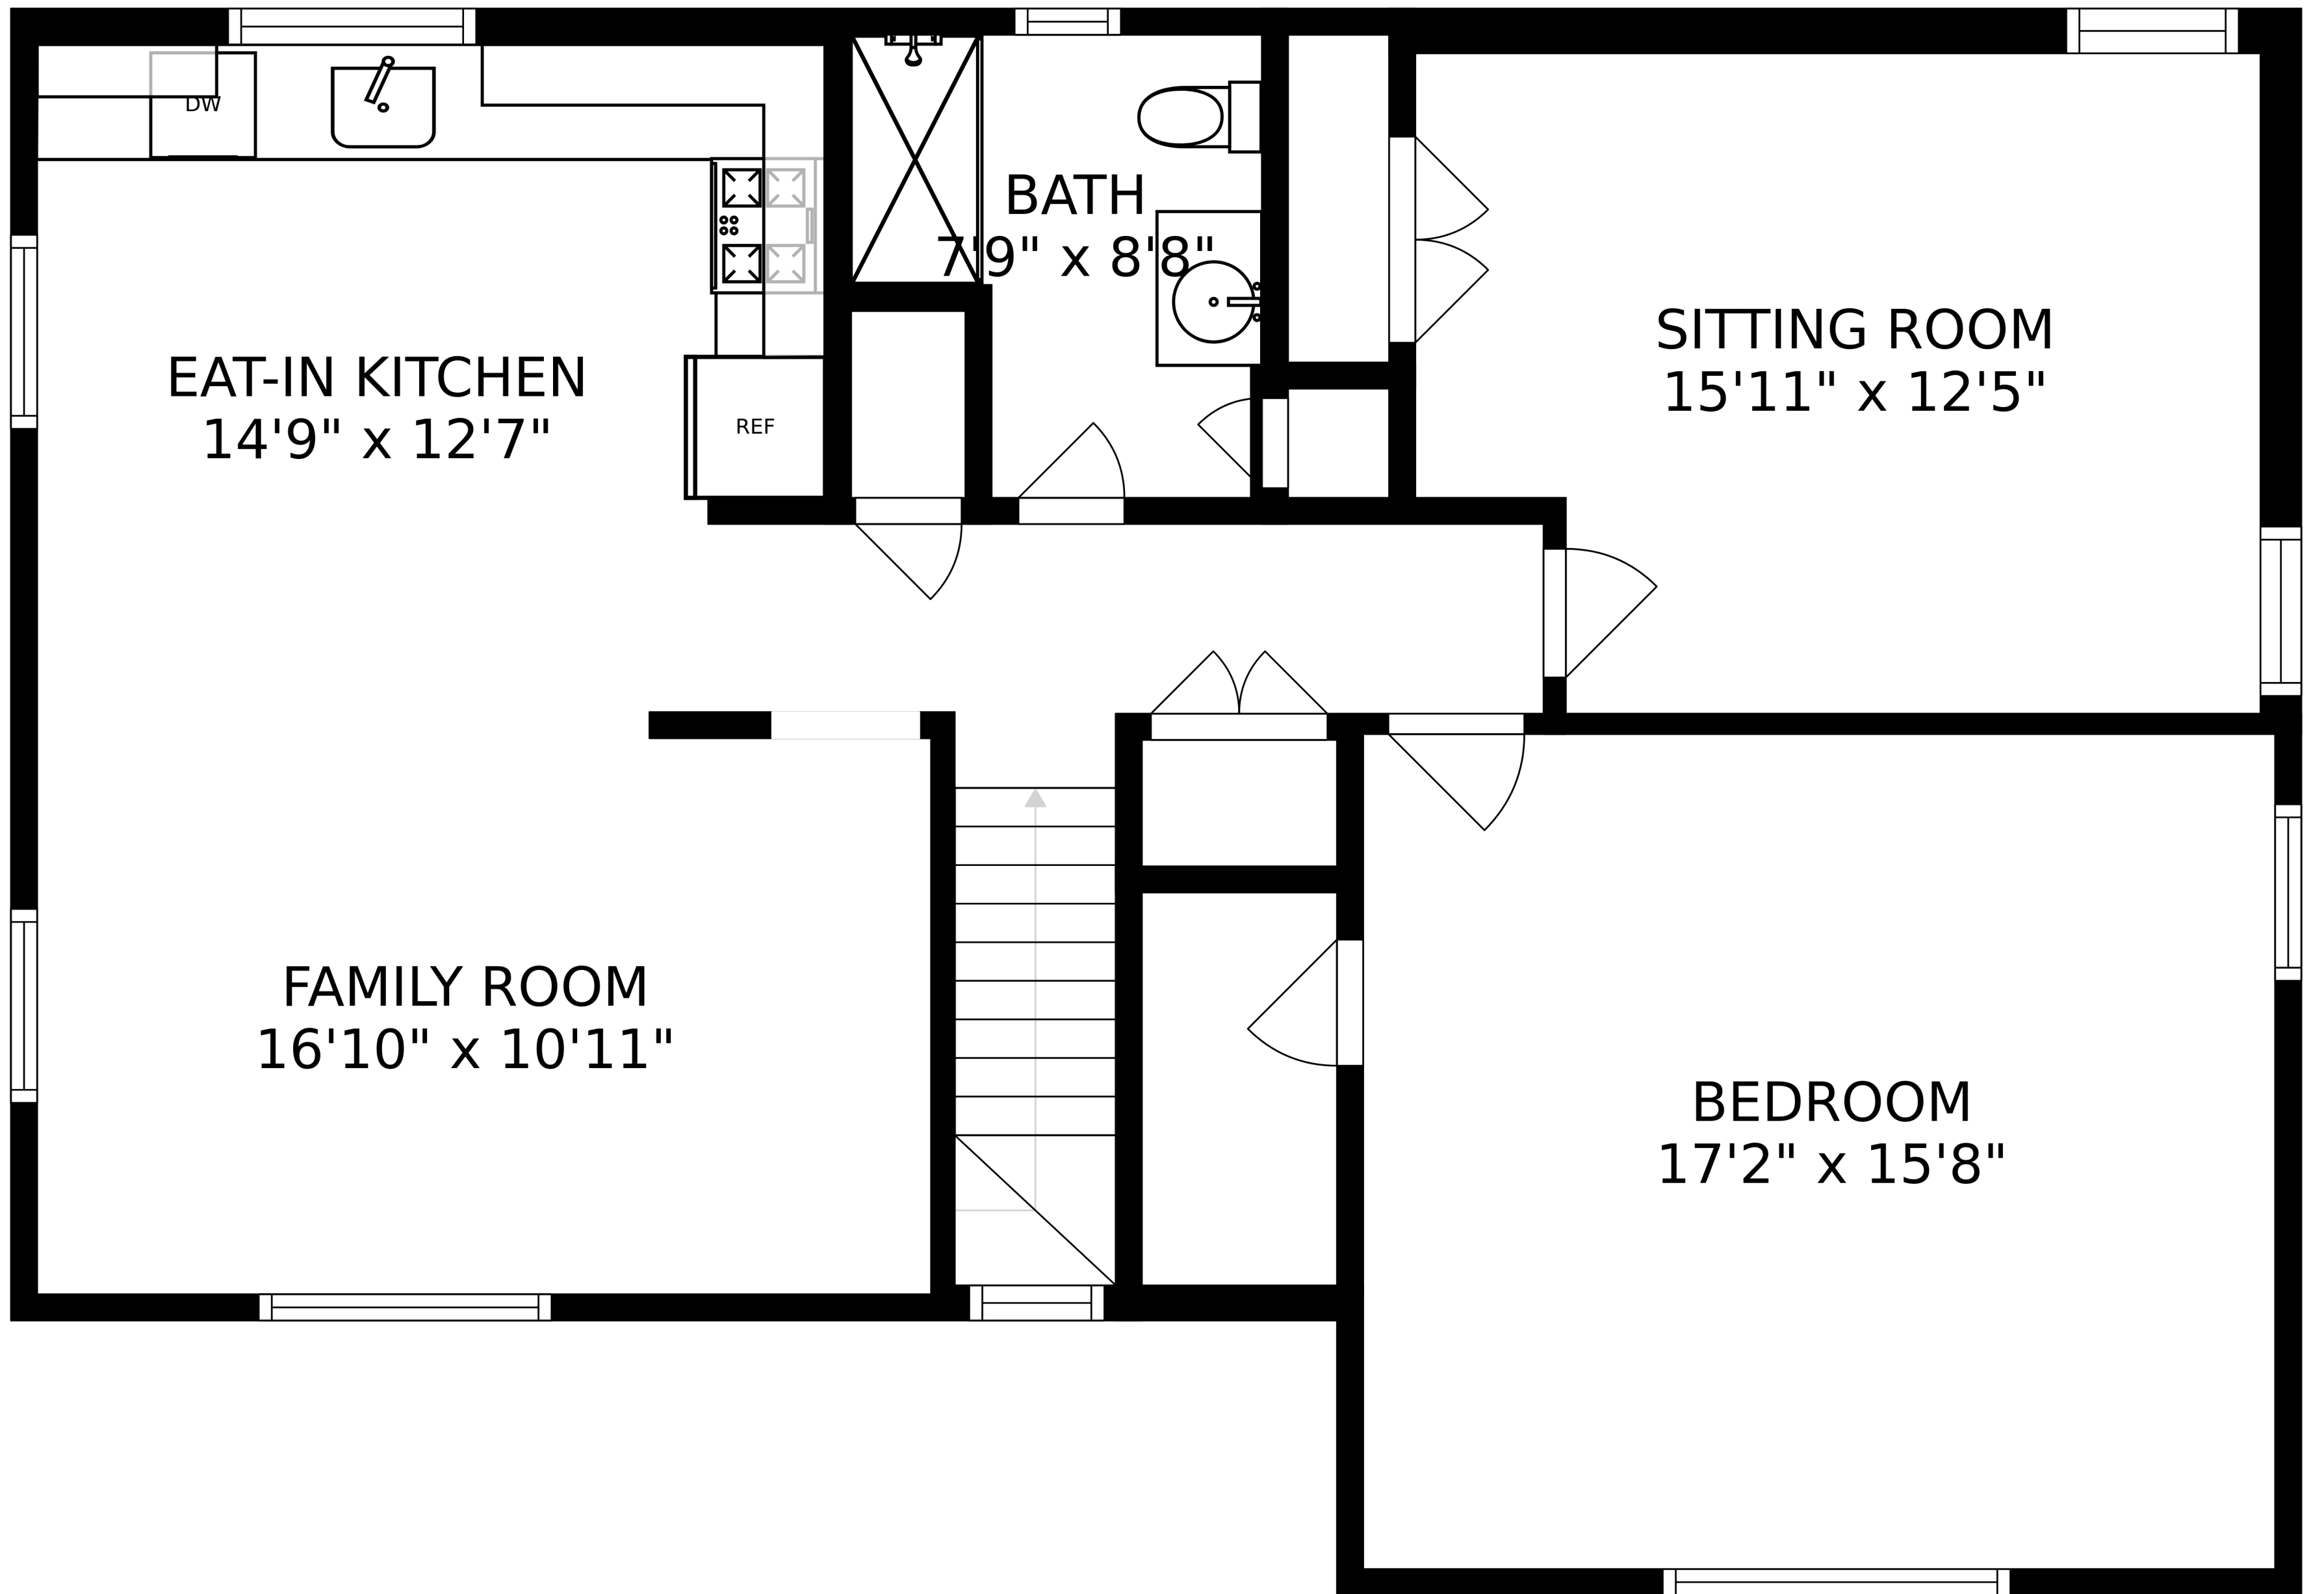 DW
BATH
7'9" x 8'8"
SITTING ROOM
15'11" x 12'5"
EAT-IN KITCHEN
14'9" x 12'7"
REF
FAMILY ROOM
16'10" x 10'11"
BEDROOM
17'2" x 15'8"